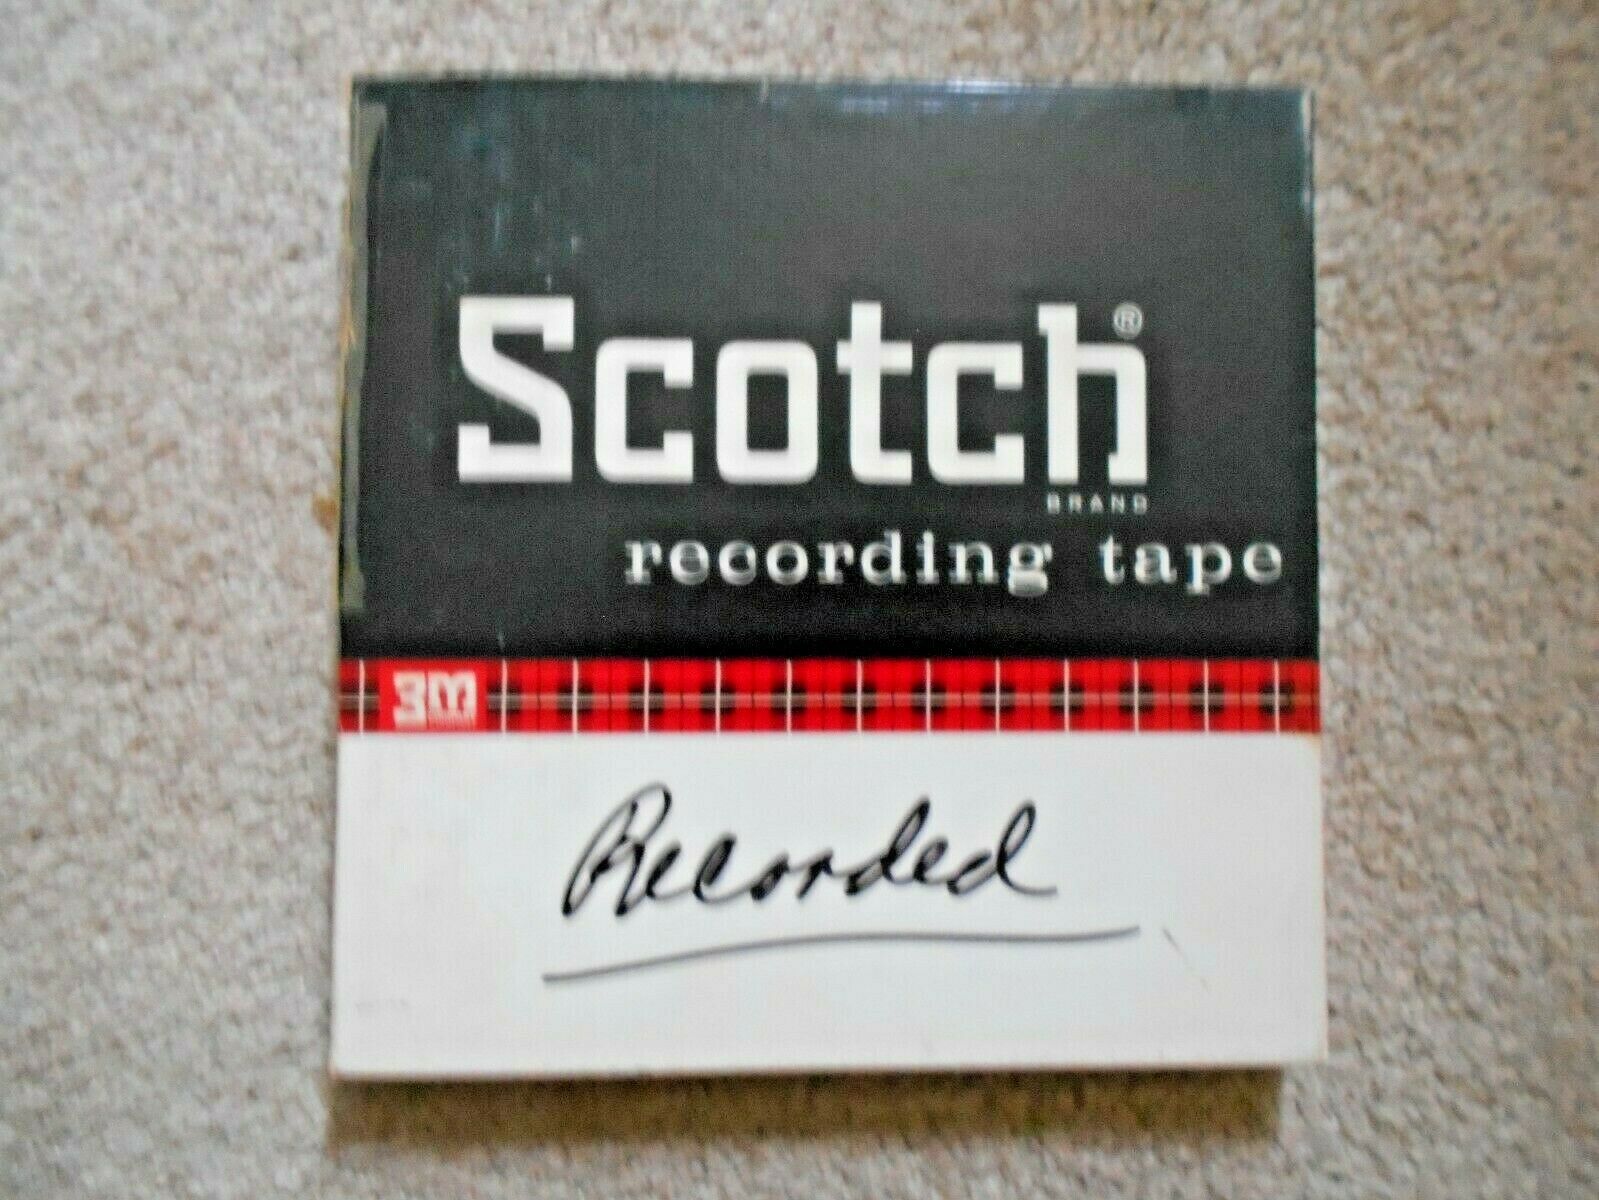 Scotch®
BRAND
recording tape
3M
Recorded